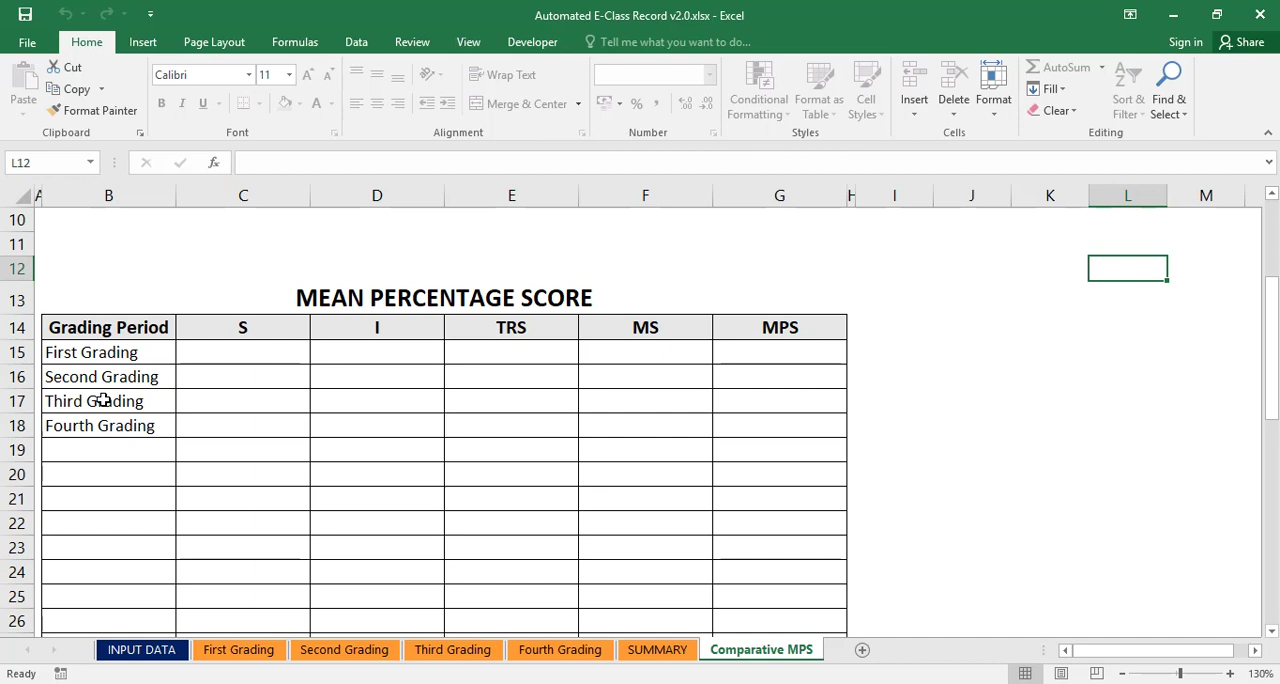 Automated E-Class Record v2.0.xlsx - Excel
File Home Insert Page Layout Formulas Data Review View Developer Tell me what you want to do... Sign in Share
Cut
Copy
Format Painter
Paste
Clipboard
Calibri 11
B I U
Font
Wrap Text
Merge & Center
Alignment
% ,
Number
Conditional Formatting
Format as Table
Cell Styles
Styles
Insert Delete Format
Cells
AutoSum
Fill
Clear
Sort & Filter
Find & Select
Editing
L12 fx
A B C D E F G H I J K L M
10
11
12
13 MEAN PERCENTAGE SCORE
14 Grading Period S I TRS MS MPS
15 First Grading
16 Second Grading
17 Third Grading
18 Fourth Grading
19
20
21
22
23
24
25
26
INPUT DATA First Grading Second Grading Third Grading Fourth Grading SUMMARY Comparative MPS
Ready 130%